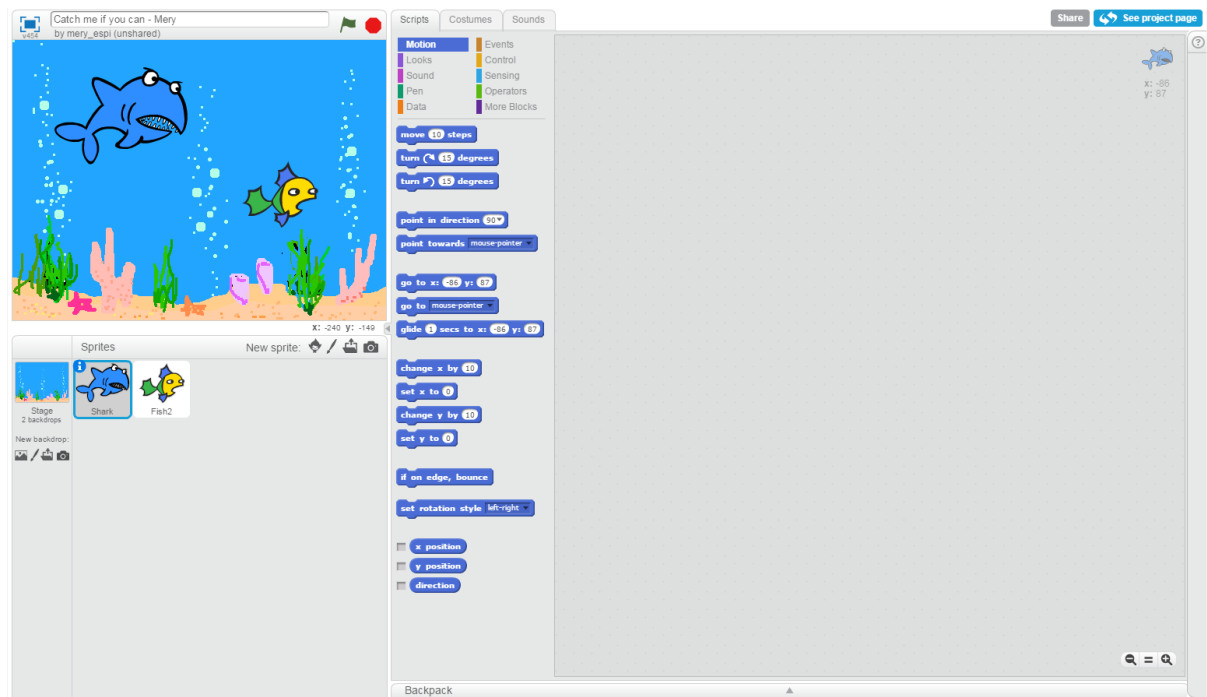 Catch me if you can - Mery
by mery_espi (unshared)
v454
Scripts
Costumes
Sounds
Share
See project page
Motion
Events
Looks
Control
Sound
Sensing
Pen
Operators
Data
More Blocks
x: -86
y: 87
move 10 steps
turn 15 degrees
turn 15 degrees
point in direction 90
point towards mouse-pointer
go to x: -86 y: 87
go to mouse-pointer
glide 1 secs to x: -86 y: 87
change x by 10
set x to 0
change y by 10
set y to 0
if on edge, bounce
set rotation style left-right
x position
y position
direction
X: -240 Y: -149
Sprites
New sprite:
Stage
2 backdrops
New backdrop:
Shark
Fish2
Backpack